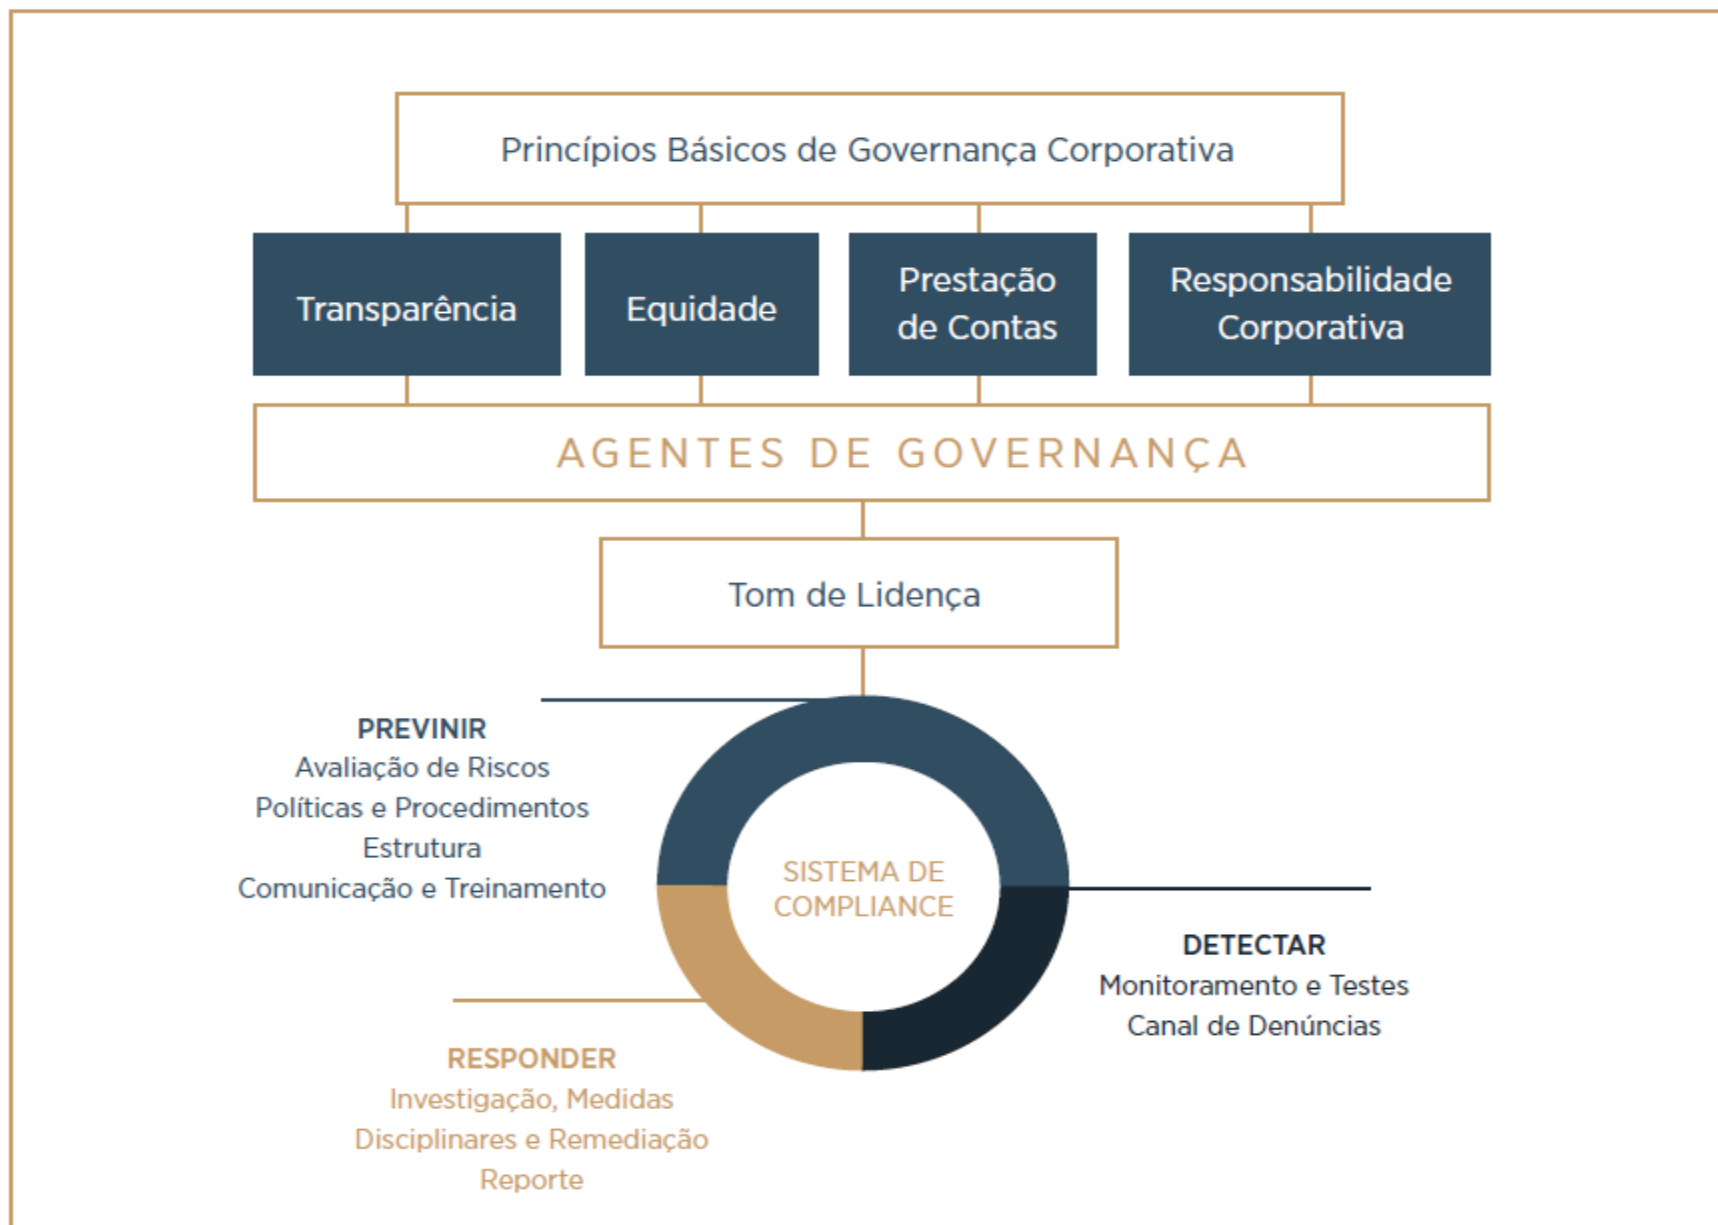 Princípios Básicos de Governança Corporativa
Transparência
Equidade
Prestação
de Contas
Responsabilidade
Corporativa
AGENTES DE GOVERNANÇA
Tom de Lidença
PREVINIR
Avaliação de Riscos
Políticas e Procedimentos
Estrutura
Comunicação e Treinamento
SISTEMA DE
COMPLIANCE
DETECTAR
Monitoramento e Testes
Canal de Denúncias
RESPONDER
Investigação, Medidas
Disciplinares e Remediação
Reporte